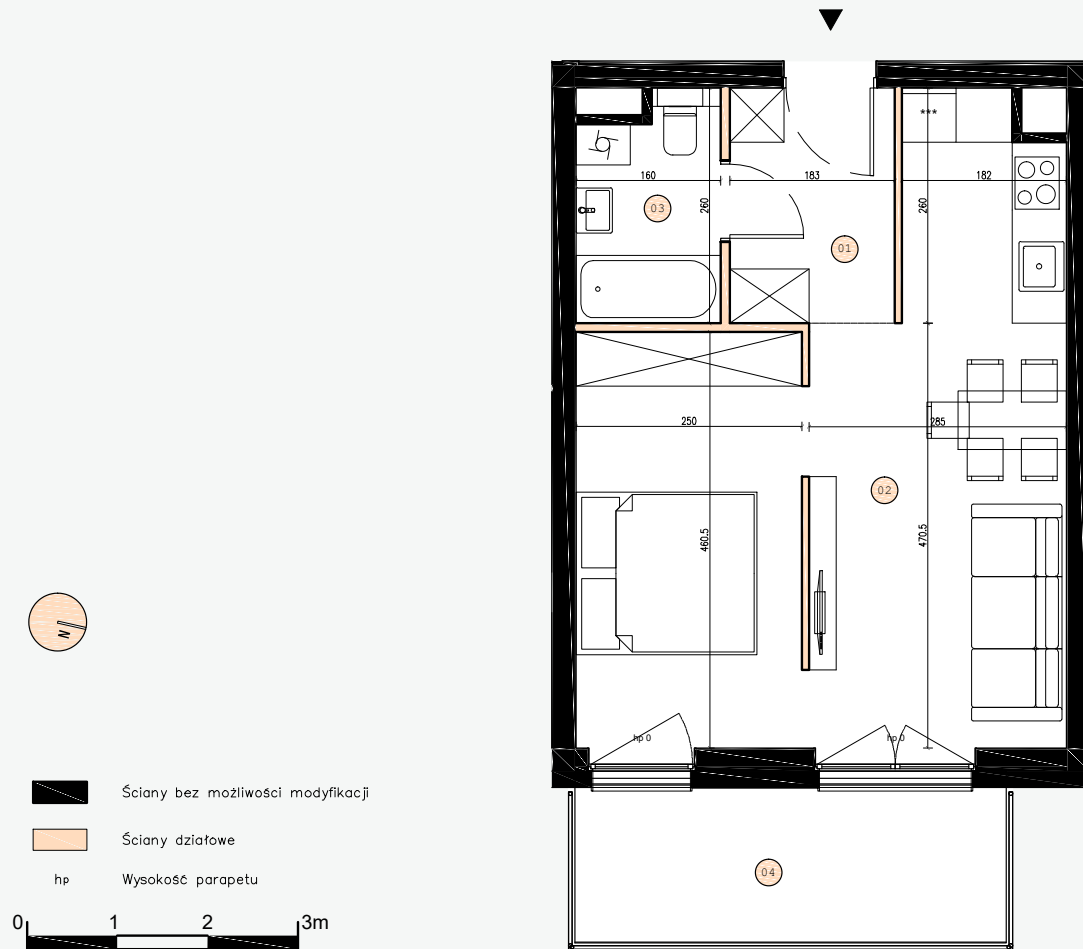 ***
160
183
182
260
260
03
01
250
285
02
460.5
470.5
N
hp 0
hp 0
Ściany bez możliwości modyfikacji
Ściany działowe
hp Wysokość parapetu
04
0 1 2 3m